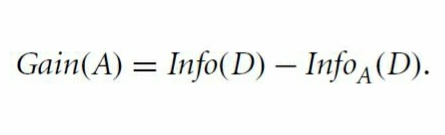 Gain(A) = Info(D) − Info_A(D).